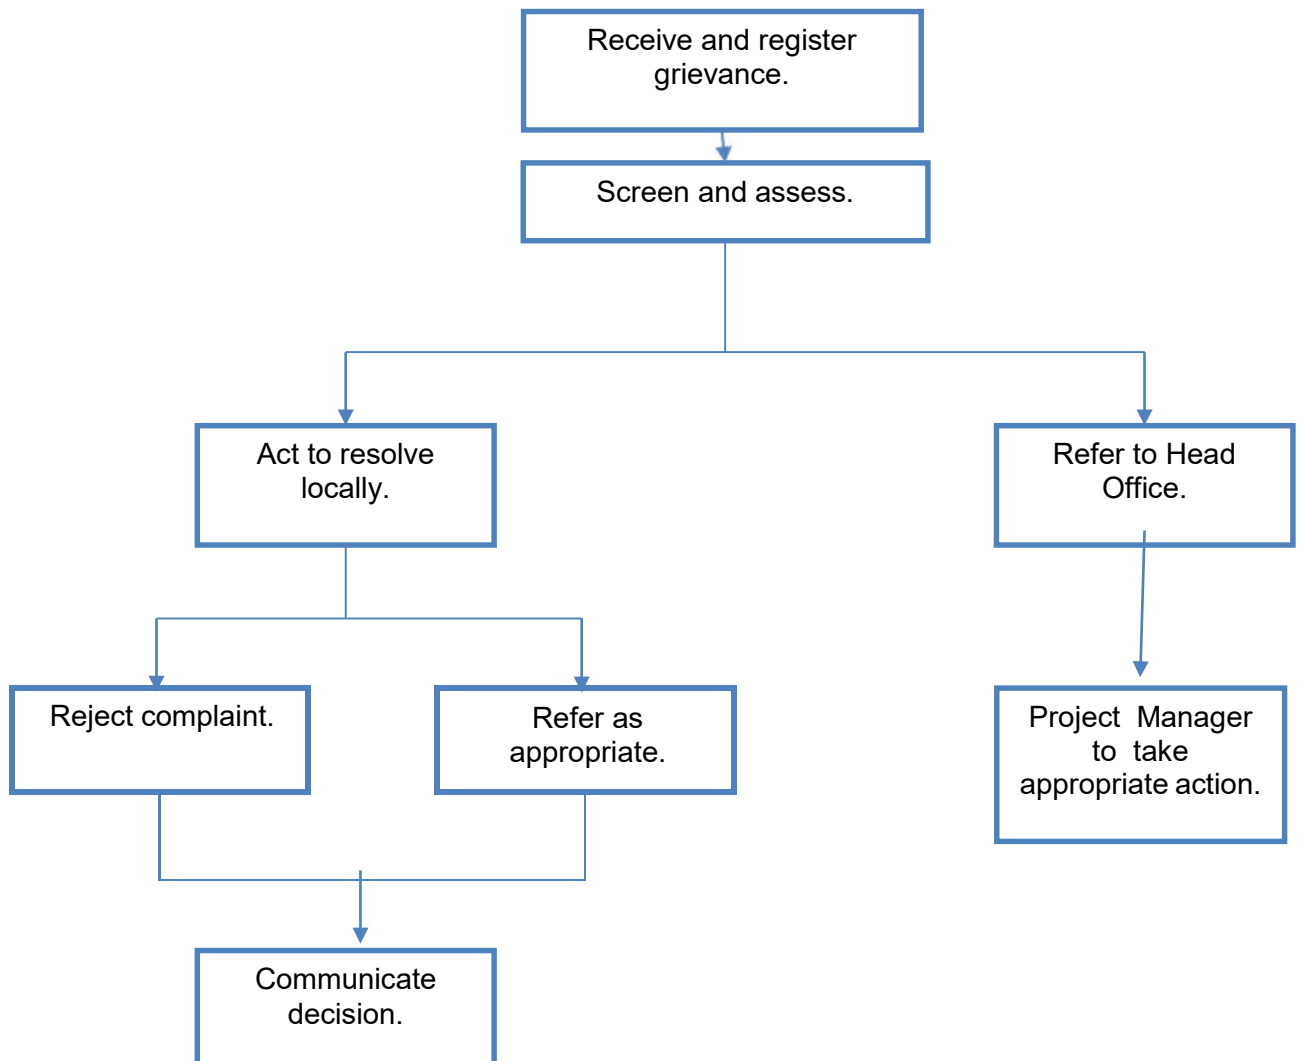 Receive and register
grievance.
Screen and assess.
Act to resolve
locally.
Refer to Head
Office.
Reject complaint.
Refer as
appropriate.
Project Manager
to take
appropriate action.
Communicate
decision.